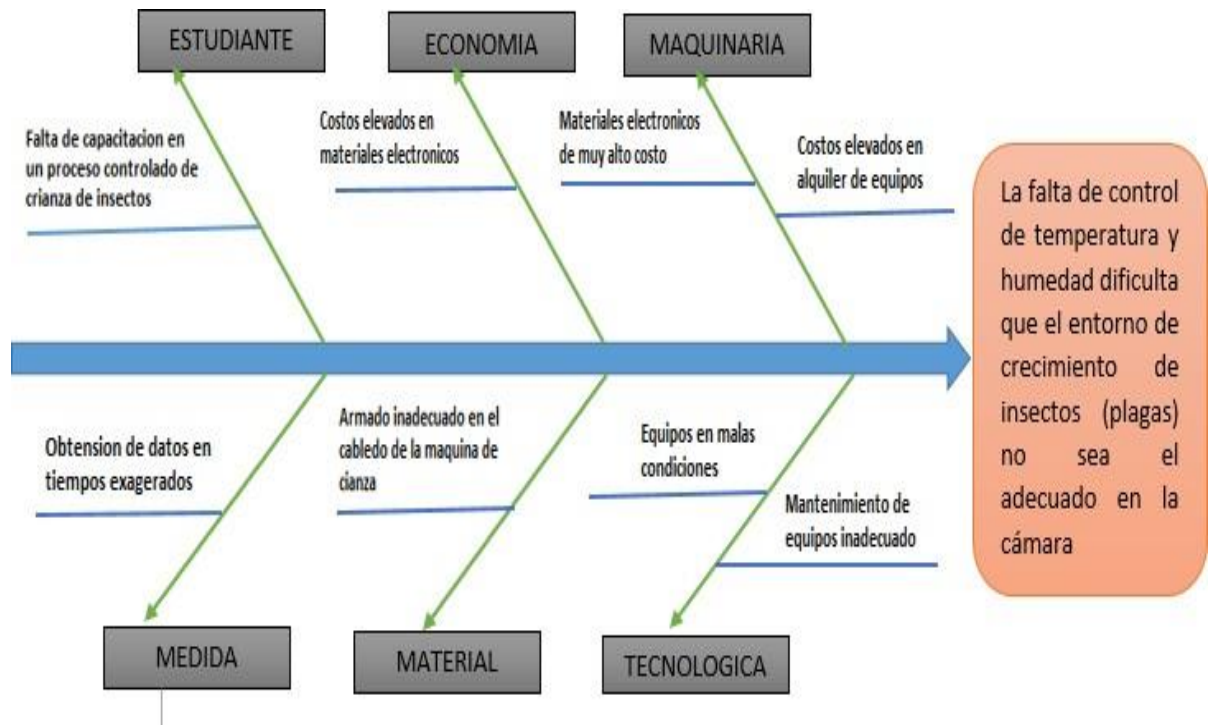 ESTUDIANTE
ECONOMIA
MAQUINARIA
Falta de capacitacion en
un proceso controlado de
crianza de insectos
Costos elevados en
materiales electronicos
Materiales electronicos
de muy alto costo
Costos elevados en
alquiler de equipos
La falta de control
de temperatura y
humedad dificulta
que el entorno de
crecimiento de
insectos (plagas)
no sea el
adecuado en la
cámara
Obtension de datos en
tiempos exagerados
Armado inadecuado en el
cabledo de la maquina de
cianza
Equipos en malas
condiciones
Mantenimiento de
equipos inadecuado
MEDIDA
MATERIAL
TECNOLOGICA